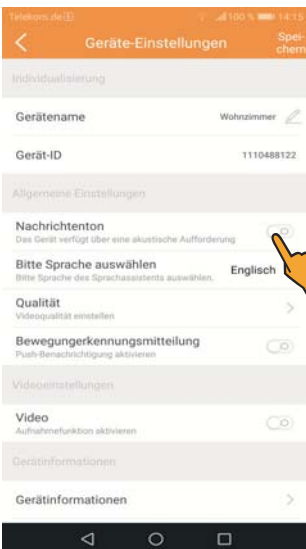 Telekom.de
100 % 14:15
Geräte-Einstellungen
Spei-
chern
Individualisierung
Gerätename Wohnzimmer
Gerät-ID 1110488122
Allgemeine Einstellungen
Nachrichtenton
Das Gerät verfügt über eine akustische Aufforderung
Bitte Sprache auswählen Englisch
Bitte Sprache des Sprachassistents auswählen.
Qualität
Videoqualität einstellen
Bewegungerkennungsmitteilung
Push-Benachrichtigung aktivieren
Videoeinstellungen
Video
Aufnahmefunktion aktivieren
Gerätinformationen
Gerätinformationen